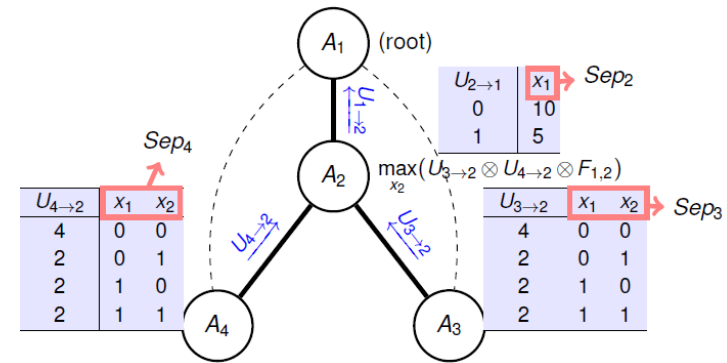 A₁ (root)
U₂→₁ x₁ Sep₂
0 10
1 5
U₁→₂
Sep₄
A₂
max(U₃→₂ ⊗ U₄→₂ ⊗ F₁,₂)
x₂
U₄→₂ x₁ x₂
4 0 0
2 0 1
2 1 0
2 1 1
U₄→₂
U₃→₂
U₃→₂ x₁ x₂ Sep₃
4 0 0
2 0 1
2 1 0
2 1 1
A₄
A₃